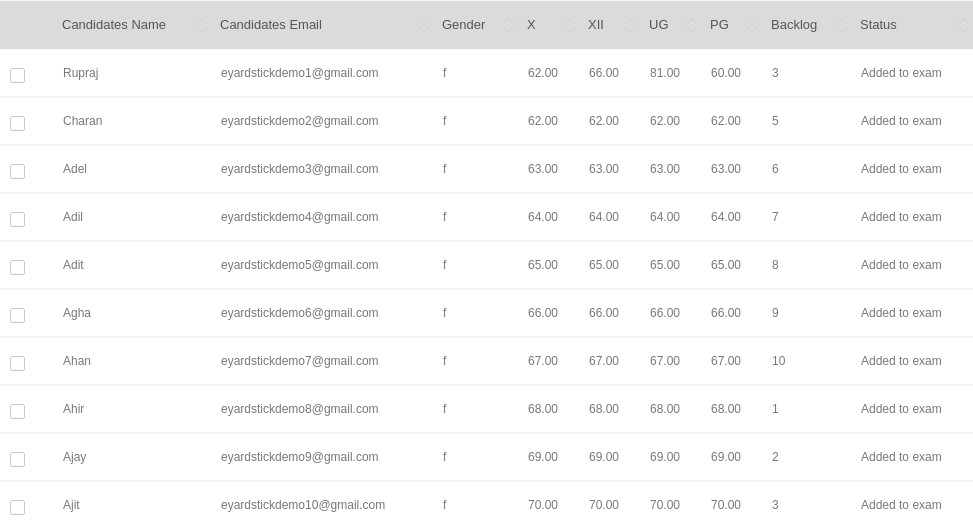 Candidates Name Candidates Email Gender X XII UG PG Backlog Status
Rupraj eyardstickdemo1@gmail.com f 62.00 66.00 81.00 60.00 3 Added to exam
Charan eyardstickdemo2@gmail.com f 62.00 62.00 62.00 62.00 5 Added to exam
Adel eyardstickdemo3@gmail.com f 63.00 63.00 63.00 63.00 6 Added to exam
Adil eyardstickdemo4@gmail.com f 64.00 64.00 64.00 64.00 7 Added to exam
Adit eyardstickdemo5@gmail.com f 65.00 65.00 65.00 65.00 8 Added to exam
Agha eyardstickdemo6@gmail.com f 66.00 66.00 66.00 66.00 9 Added to exam
Ahan eyardstickdemo7@gmail.com f 67.00 67.00 67.00 67.00 10 Added to exam
Ahir eyardstickdemo8@gmail.com f 68.00 68.00 68.00 68.00 1 Added to exam
Ajay eyardstickdemo9@gmail.com f 69.00 69.00 69.00 69.00 2 Added to exam
Ajit eyardstickdemo10@gmail.com f 70.00 70.00 70.00 70.00 3 Added to exam